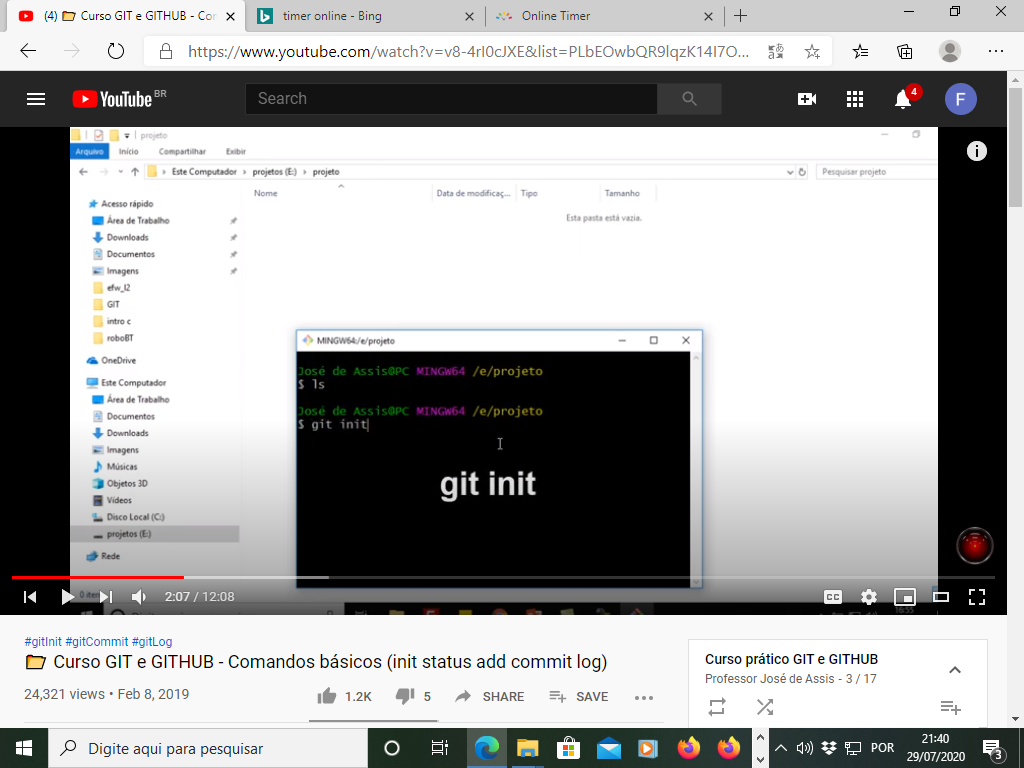 (4) 📂 Curso GIT e GITHUB - Co
timer online - Bing
Online Timer
https://www.youtube.com/watch?v=v8-4rI0cJXE&list=PLbEOwbQR9lqzK14I7O...
YouTube BR
Search
4
F
projeto
Arquivo Início Compartilhar Exibir
Este Computador > projetos (E:) > projeto
Pesquisar projeto
Nome Data de modificaç... Tipo Tamanho
Esta pasta está vazia.
Acesso rápido
Área de Trabalho
Downloads
Documentos
Imagens
efw_l2
GIT
intro c
roboBT
OneDrive
Este Computador
Área de Trabalho
Documentos
Downloads
Imagens
Músicas
Objetos 3D
Vídeos
Disco Local (C:)
projetos (E:)
Rede
MINGW64:/e/projeto
José de Assis@PC MINGW64 /e/projeto
$ ls
José de Assis@PC MINGW64 /e/projeto
$ git init
git init
2:07 / 12:08
CC
#gitInit #gitCommit #gitLog
📂 Curso GIT e GITHUB - Comandos básicos (init status add commit log)
24,321 views • Feb 8, 2019
1.2K 5 SHARE SAVE
Curso prático GIT e GITHUB
Professor José de Assis - 3 / 17
Digite aqui para pesquisar
POR
21:40
29/07/2020
3